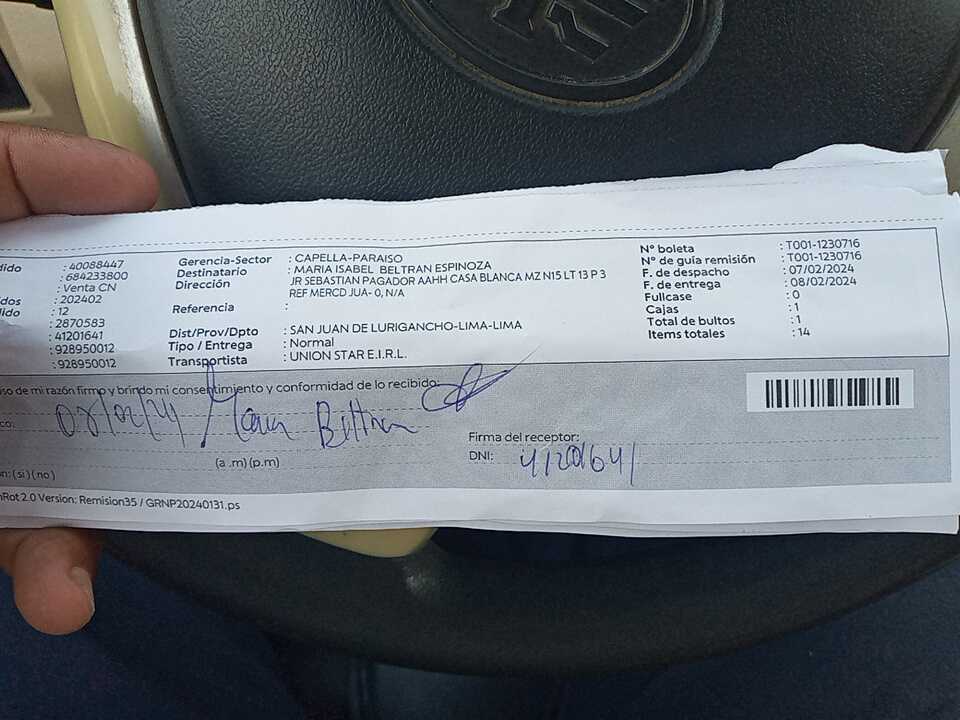 dido : 40088447
: 684233800
: Venta CN
dos : 202402
dido : 12
: 2870583
: 41201641
: 928950012
: 928950012
Gerencia-Sector : CAPELLA-PARAISO
Destinatario : MARIA ISABEL BELTRAN ESPINOZA
Dirección JR SEBASTIAN PAGADOR AAHH CASA BLANCA MZ N15 LT 13 P 3
REF MERCD JUA- 0, N/A
Referencia :
Dist/Prov/Dpto : SAN JUAN DE LURIGANCHO-LIMA-LIMA
Tipo / Entrega : Normal
Transportista : UNION STAR E.I.R.L.
N° boleta : T001-1230716
N° de guía remisión : T001-1230716
F. de despacho : 07/02/2024
F. de entrega : 08/02/2024
Fullcase : 0
Cajas : 1
Total de bultos : 1
Items totales : 14
uso de mi razón firmo y brindo mi consentimiento y conformidad de lo recibido:
co: 08/02/24 Maria Beltran
(a .m) (p.m)
Firma del receptor:
DNI: 41201641
n: (si) (no)
nRot 2.0 Version: Remision35 / GRNP20240131.ps